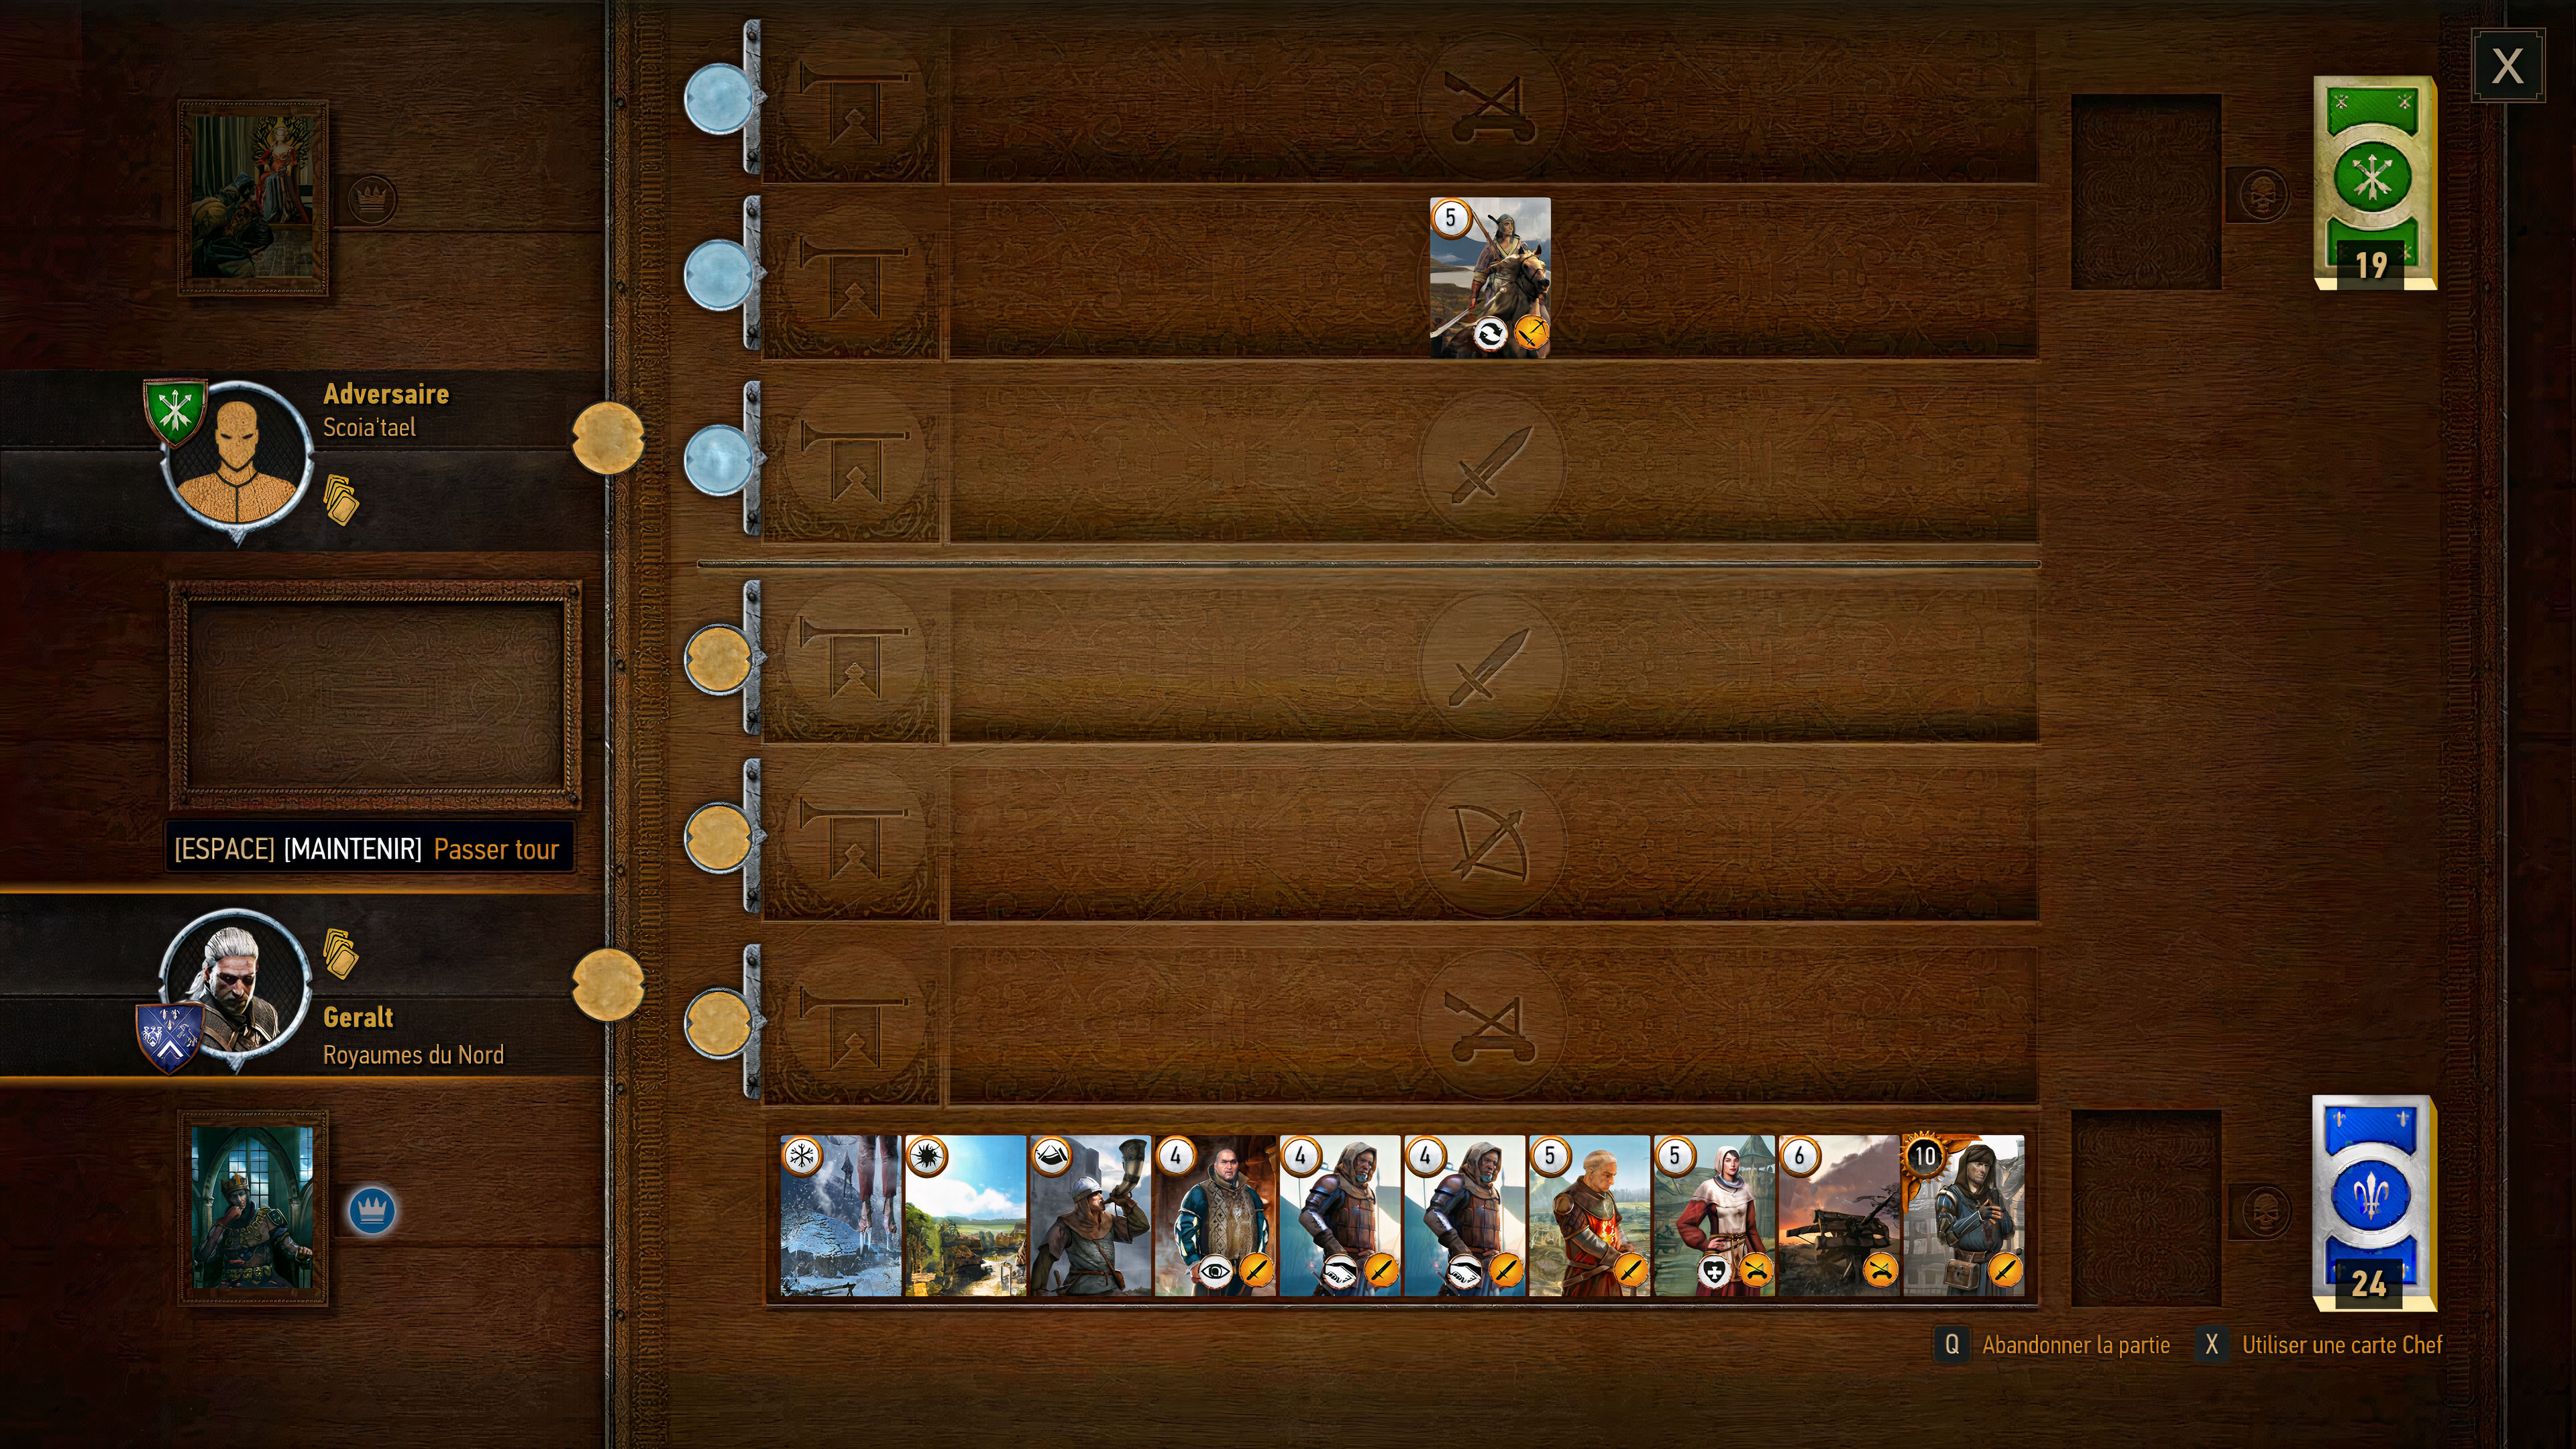 X
19
5
Adversaire
Scoia'tael
[ESPACE] [MAINTENIR] Passer tour
Geralt
Royaumes du Nord
4
4
4
5
5
6
10
24
Q Abandonner la partie X Utiliser une carte Chef